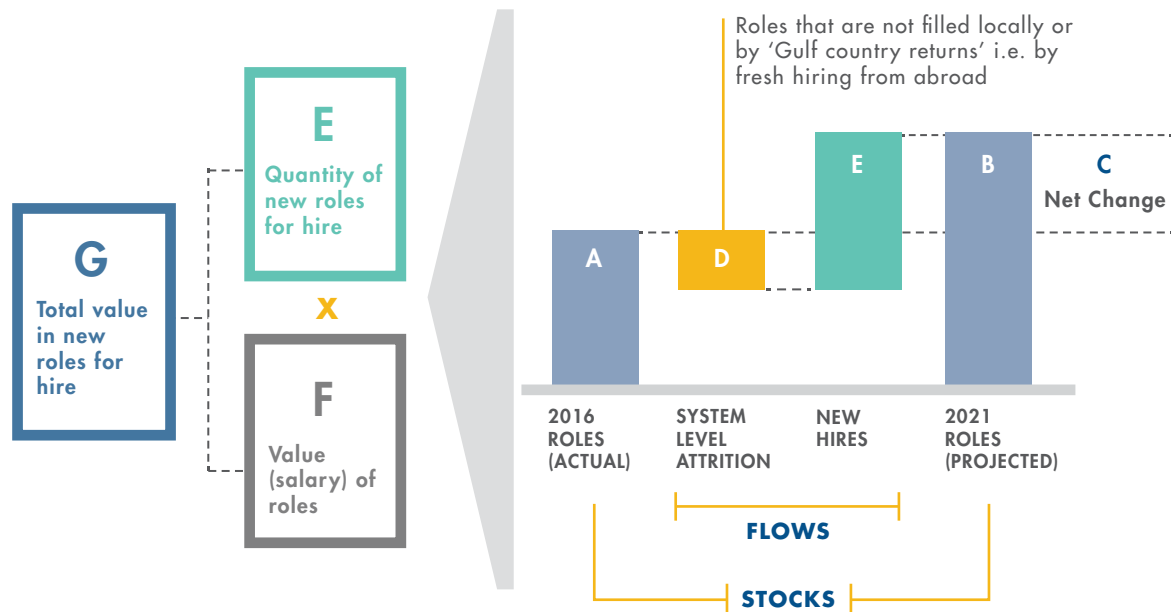 G
Total value
in new
roles for
hire
E
Quantity of
new roles
for hire
x
F
Value
(salary) of
roles
Roles that are not filled locally or
by ‘Gulf country returns’ i.e. by
fresh hiring from abroad
A
D
E
B
C
Net Change
2016
ROLES
(ACTUAL)
SYSTEM
LEVEL
ATTRITION
NEW
HIRES
2021
ROLES
(PROJECTED)
FLOWS
STOCKS